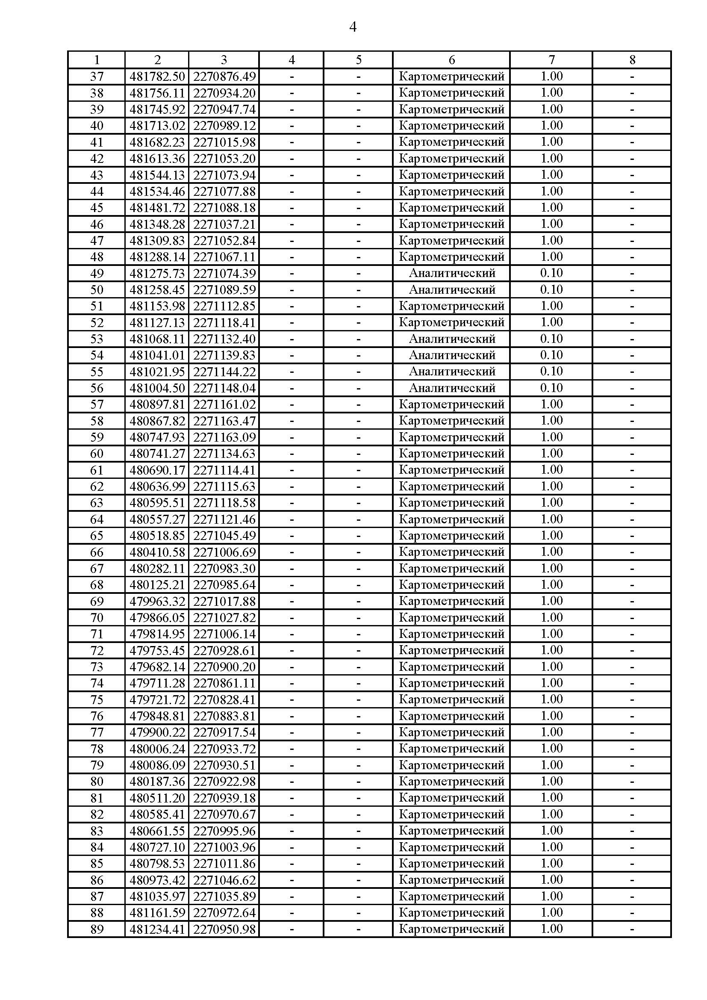 4
1 2 3 4 5 6 7 8
37 481782.50 2270876.49 - - Картометрический 1.00 -
38 481756.11 2270934.20 - - Картометрический 1.00 -
39 481745.92 2270947.74 - - Картометрический 1.00 -
40 481713.02 2270989.12 - - Картометрический 1.00 -
41 481682.23 2271015.98 - - Картометрический 1.00 -
42 481613.36 2271053.20 - - Картометрический 1.00 -
43 481544.13 2271073.94 - - Картометрический 1.00 -
44 481534.46 2271077.88 - - Картометрический 1.00 -
45 481481.72 2271088.18 - - Картометрический 1.00 -
46 481348.28 2271037.21 - - Картометрический 1.00 -
47 481309.83 2271052.84 - - Картометрический 1.00 -
48 481288.14 2271067.11 - - Картометрический 1.00 -
49 481275.73 2271074.39 - - Аналитический 0.10 -
50 481258.45 2271089.59 - - Аналитический 0.10 -
51 481153.98 2271112.85 - - Картометрический 1.00 -
52 481127.13 2271118.41 - - Картометрический 1.00 -
53 481068.11 2271132.40 - - Аналитический 0.10 -
54 481041.01 2271139.83 - - Аналитический 0.10 -
55 481021.95 2271144.22 - - Аналитический 0.10 -
56 481004.50 2271148.04 - - Аналитический 0.10 -
57 480897.81 2271161.02 - - Картометрический 1.00 -
58 480867.82 2271163.47 - - Картометрический 1.00 -
59 480747.93 2271163.09 - - Картометрический 1.00 -
60 480741.27 2271134.63 - - Картометрический 1.00 -
61 480690.17 2271114.41 - - Картометрический 1.00 -
62 480636.99 2271115.63 - - Картометрический 1.00 -
63 480595.51 2271118.58 - - Картометрический 1.00 -
64 480557.27 2271121.46 - - Картометрический 1.00 -
65 480518.85 2271045.49 - - Картометрический 1.00 -
66 480410.58 2271006.69 - - Картометрический 1.00 -
67 480282.11 2270983.30 - - Картометрический 1.00 -
68 480125.21 2270985.64 - - Картометрический 1.00 -
69 479963.32 2271017.88 - - Картометрический 1.00 -
70 479866.05 2271027.82 - - Картометрический 1.00 -
71 479814.95 2271006.14 - - Картометрический 1.00 -
72 479753.45 2270928.61 - - Картометрический 1.00 -
73 479682.14 2270900.20 - - Картометрический 1.00 -
74 479711.28 2270861.11 - - Картометрический 1.00 -
75 479721.72 2270828.41 - - Картометрический 1.00 -
76 479848.81 2270883.81 - - Картометрический 1.00 -
77 479900.22 2270917.54 - - Картометрический 1.00 -
78 480006.24 2270933.72 - - Картометрический 1.00 -
79 480086.09 2270930.51 - - Картометрический 1.00 -
80 480187.36 2270922.98 - - Картометрический 1.00 -
81 480511.20 2270939.18 - - Картометрический 1.00 -
82 480585.41 2270970.67 - - Картометрический 1.00 -
83 480661.55 2270995.96 - - Картометрический 1.00 -
84 480727.10 2271003.96 - - Картометрический 1.00 -
85 480798.53 2271011.86 - - Картометрический 1.00 -
86 480973.42 2271046.62 - - Картометрический 1.00 -
87 481035.97 2271035.89 - - Картометрический 1.00 -
88 481161.59 2270972.64 - - Картометрический 1.00 -
89 481234.41 2270950.98 - - Картометрический 1.00 -